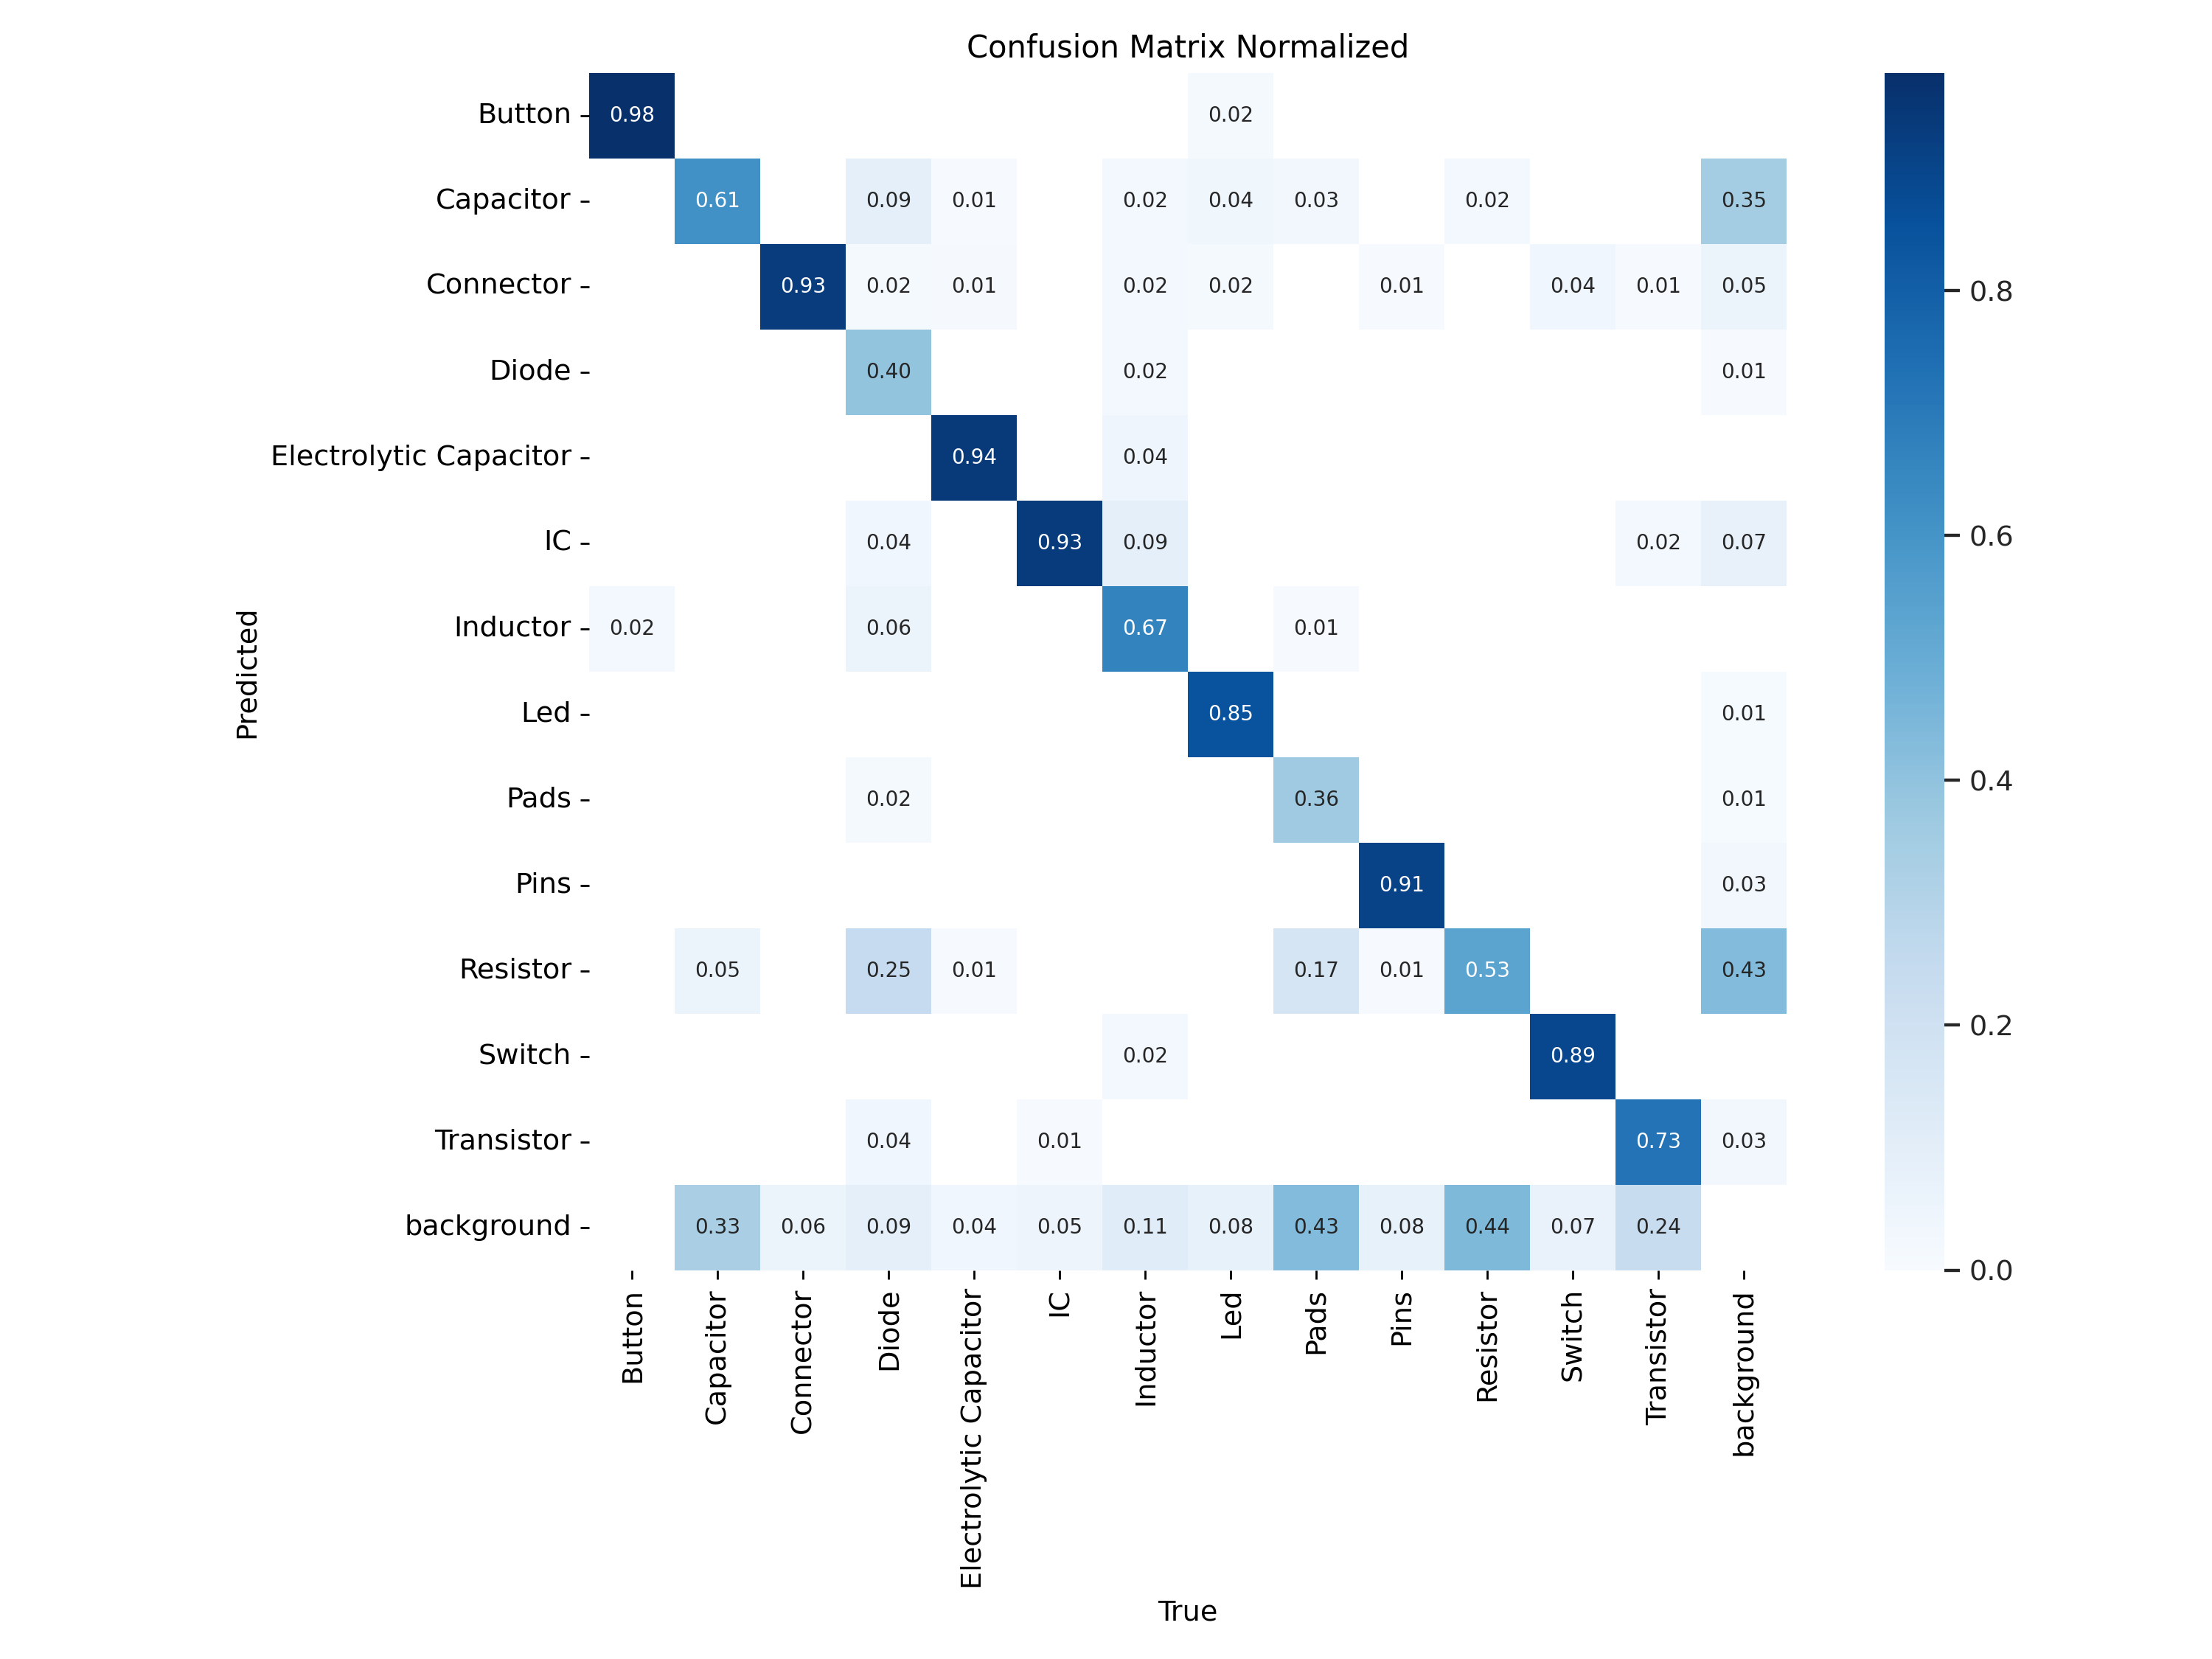 Confusion Matrix Normalized
Button 0.98 0.02
Capacitor 0.61 0.09 0.01 0.02 0.04 0.03 0.02 0.35
Connector 0.93 0.02 0.01 0.02 0.02 0.01 0.04 0.01 0.05
Diode 0.40 0.02 0.01
Electrolytic Capacitor 0.94 0.04
IC 0.04 0.93 0.09 0.02 0.07
Inductor 0.02 0.06 0.67 0.01
Led 0.85 0.01
Pads 0.02 0.36 0.01
Pins 0.91 0.03
Resistor 0.05 0.25 0.01 0.17 0.01 0.53 0.43
Switch 0.02 0.89
Transistor 0.04 0.01 0.73 0.03
background 0.33 0.06 0.09 0.04 0.05 0.11 0.08 0.43 0.08 0.44 0.07 0.24
Predicted
Button
Capacitor
Connector
Diode
Electrolytic Capacitor
IC
Inductor
Led
Pads
Pins
Resistor
Switch
Transistor
background
True
0.8
0.6
0.4
0.2
0.0